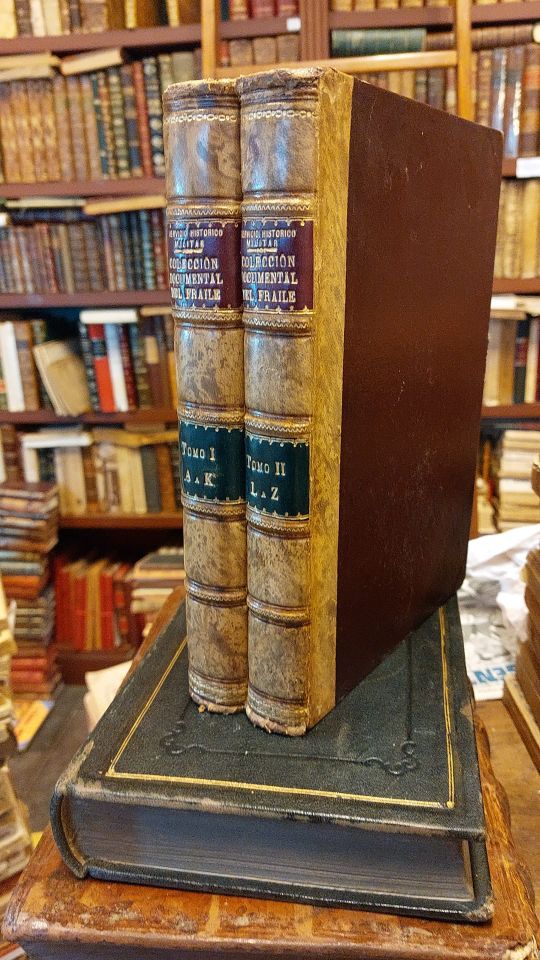 SERVICIO HISTORICO
MILITAR
COLECCIÓN
DOCUMENTAL
DEL FRAILE
TOMO I
A A K
SERVICIO HISTORICO
MILITAR
COLECCIÓN
DOCUMENTAL
DEL FRAILE
TOMO II
L A Z